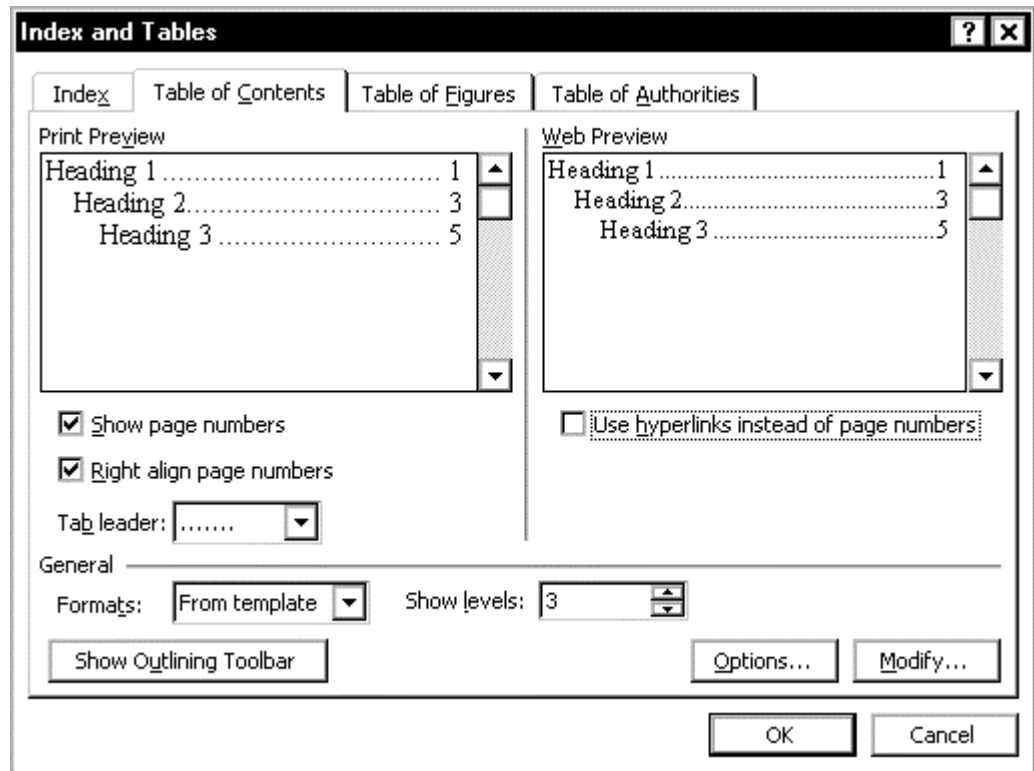 Index and Tables
Index Table of Contents Table of Figures Table of Authorities
Print Preview
Heading 1 ................................. 1
Heading 2.............................. 3
Heading 3 .......................... 5
Web Preview
Heading 1.............................................1
Heading 2.........................................3
Heading 3 ....................................5
Show page numbers
Right align page numbers
Tab leader: .......
Use hyperlinks instead of page numbers
General
Formats: From template Show levels: 3
Show Outlining Toolbar Options... Modify...
OK Cancel